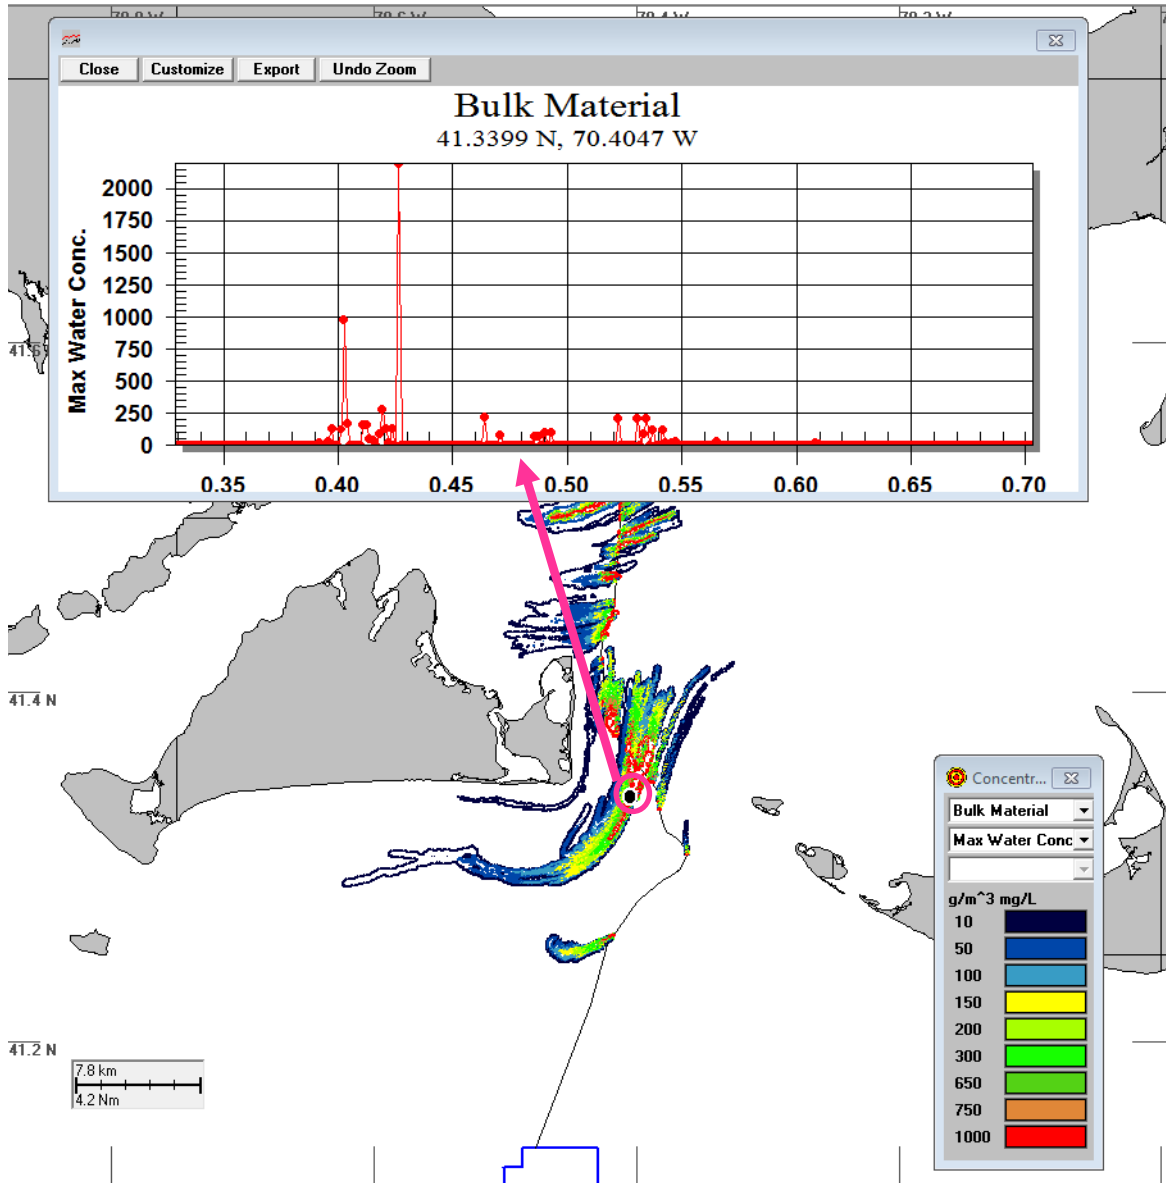 Close Customize Export Undo Zoom
Bulk Material
41.3399 N, 70.4047 W
Max Water Conc.
2000
1750
1500
1250
1000
750
500
250
0
0.35 0.40 0.45 0.50 0.55 0.60 0.65 0.70
41.4 N
41.2 N
7.8 km
4.2 Nm
Concentr...
Bulk Material
Max Water Conc
g/m^3 mg/L
10
50
100
150
200
300
650
750
1000